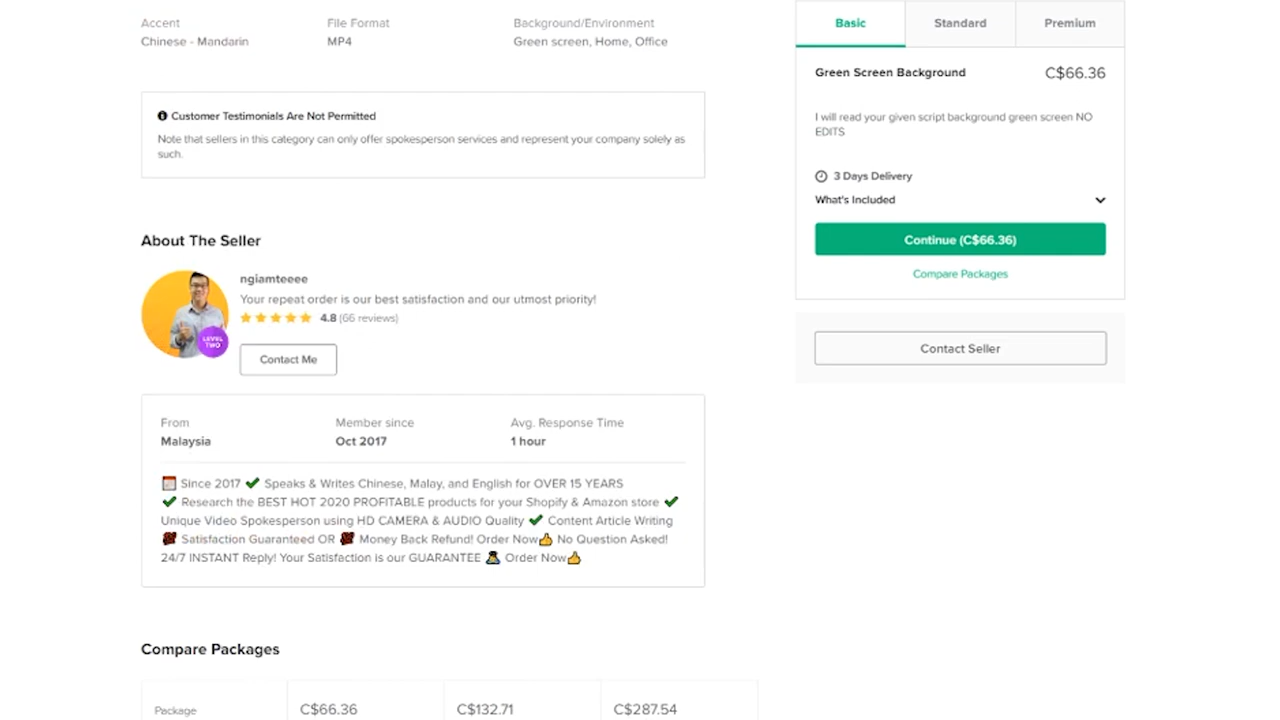 Accent
Chinese - Mandarin
File Format
MP4
Background/Environment
Green screen, Home, Office
Customer Testimonials Are Not Permitted
Note that sellers in this category can only offer spokesperson services and represent your company solely as
such.
About The Seller
LEVEL
TWO
ngiamteeee
Your repeat order is our best satisfaction and our utmost priority!
4.8 (66 reviews)
Contact Me
From
Malaysia
Member since
Oct 2017
Avg. Response Time
1 hour
Since 2017 ✔ Speaks & Writes Chinese, Malay, and English for OVER 15 YEARS
✔ Research the BEST HOT 2020 PROFITABLE products for your Shopify & Amazon store ✔
Unique Video Spokesperson using HD CAMERA & AUDIO Quality ✔ Content Article Writing
Satisfaction Guaranteed OR Money Back Refund! Order Now👍 No Question Asked!
24/7 INSTANT Reply! Your Satisfaction is our GUARANTEE Order Now👍
Compare Packages
Package C$66.36 C$132.71 C$287.54
Basic Standard Premium
Green Screen Background C$66.36
I will read your given script background green screen NO
EDITS
3 Days Delivery
What's Included
Continue (C$66.36)
Compare Packages
Contact Seller